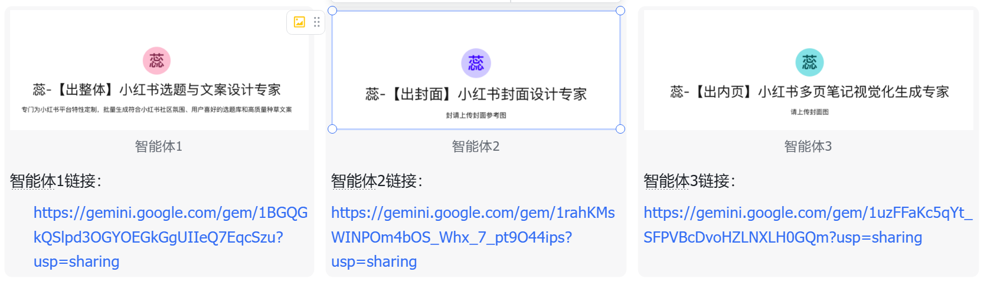 蕊
蕊-【出整体】小红书选题与文案设计专家
专门为小红书平台特性定制，批量生成符合小红书社区氛围、用户喜好的选题库和高质量种草文案
智能体1
智能体1链接：
https://gemini.google.com/gem/1BGQG
kQSlpd3OGYOEGkGgUIIeQ7EqcSzu?
usp=sharing
蕊
蕊-【出封面】小红书封面设计专家
封请上传封面参考图
智能体2
智能体2链接：
https://gemini.google.com/gem/1rahKMs
WINPOm4bOS_Whx_7_pt9O44ips?
usp=sharing
蕊
蕊-【出内页】小红书多页笔记视觉化生成专家
请上传封面图
智能体3
智能体3链接：
https://gemini.google.com/gem/1uzFFaKc5qYt_
SFPVBcDvoHZLNXLH0GQm?usp=sharing